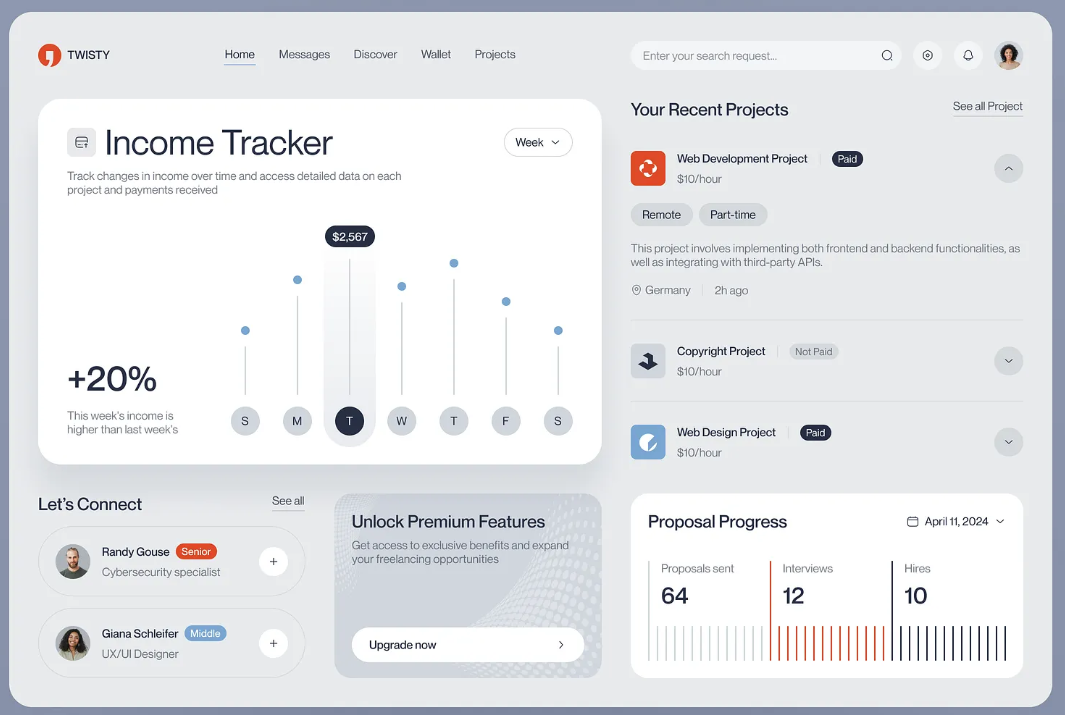 TWISTY
Home
Messages
Discover
Wallet
Projects
Enter your search request...
Income Tracker
Week
Track changes in income over time and access detailed data on each
project and payments received
$2,567
+20%
This week's income is
higher than last week's
S
M
T
W
T
F
S
Your Recent Projects
See all Project
Web Development Project
Paid
$10/hour
Remote
Part-time
This project involves implementing both frontend and backend functionalities, as
well as integrating with third-party APIs.
Germany
2h ago
Copyright Project
Not Paid
$10/hour
Web Design Project
Paid
$10/hour
Let's Connect
See all
Randy Gouse
Senior
Cybersecurity specialist
Giana Schleifer
Middle
UX/UI Designer
Unlock Premium Features
Get access to exclusive benefits and expand
your freelancing opportunities
Upgrade now
Proposal Progress
April 11, 2024
Proposals sent
64
Interviews
12
Hires
10